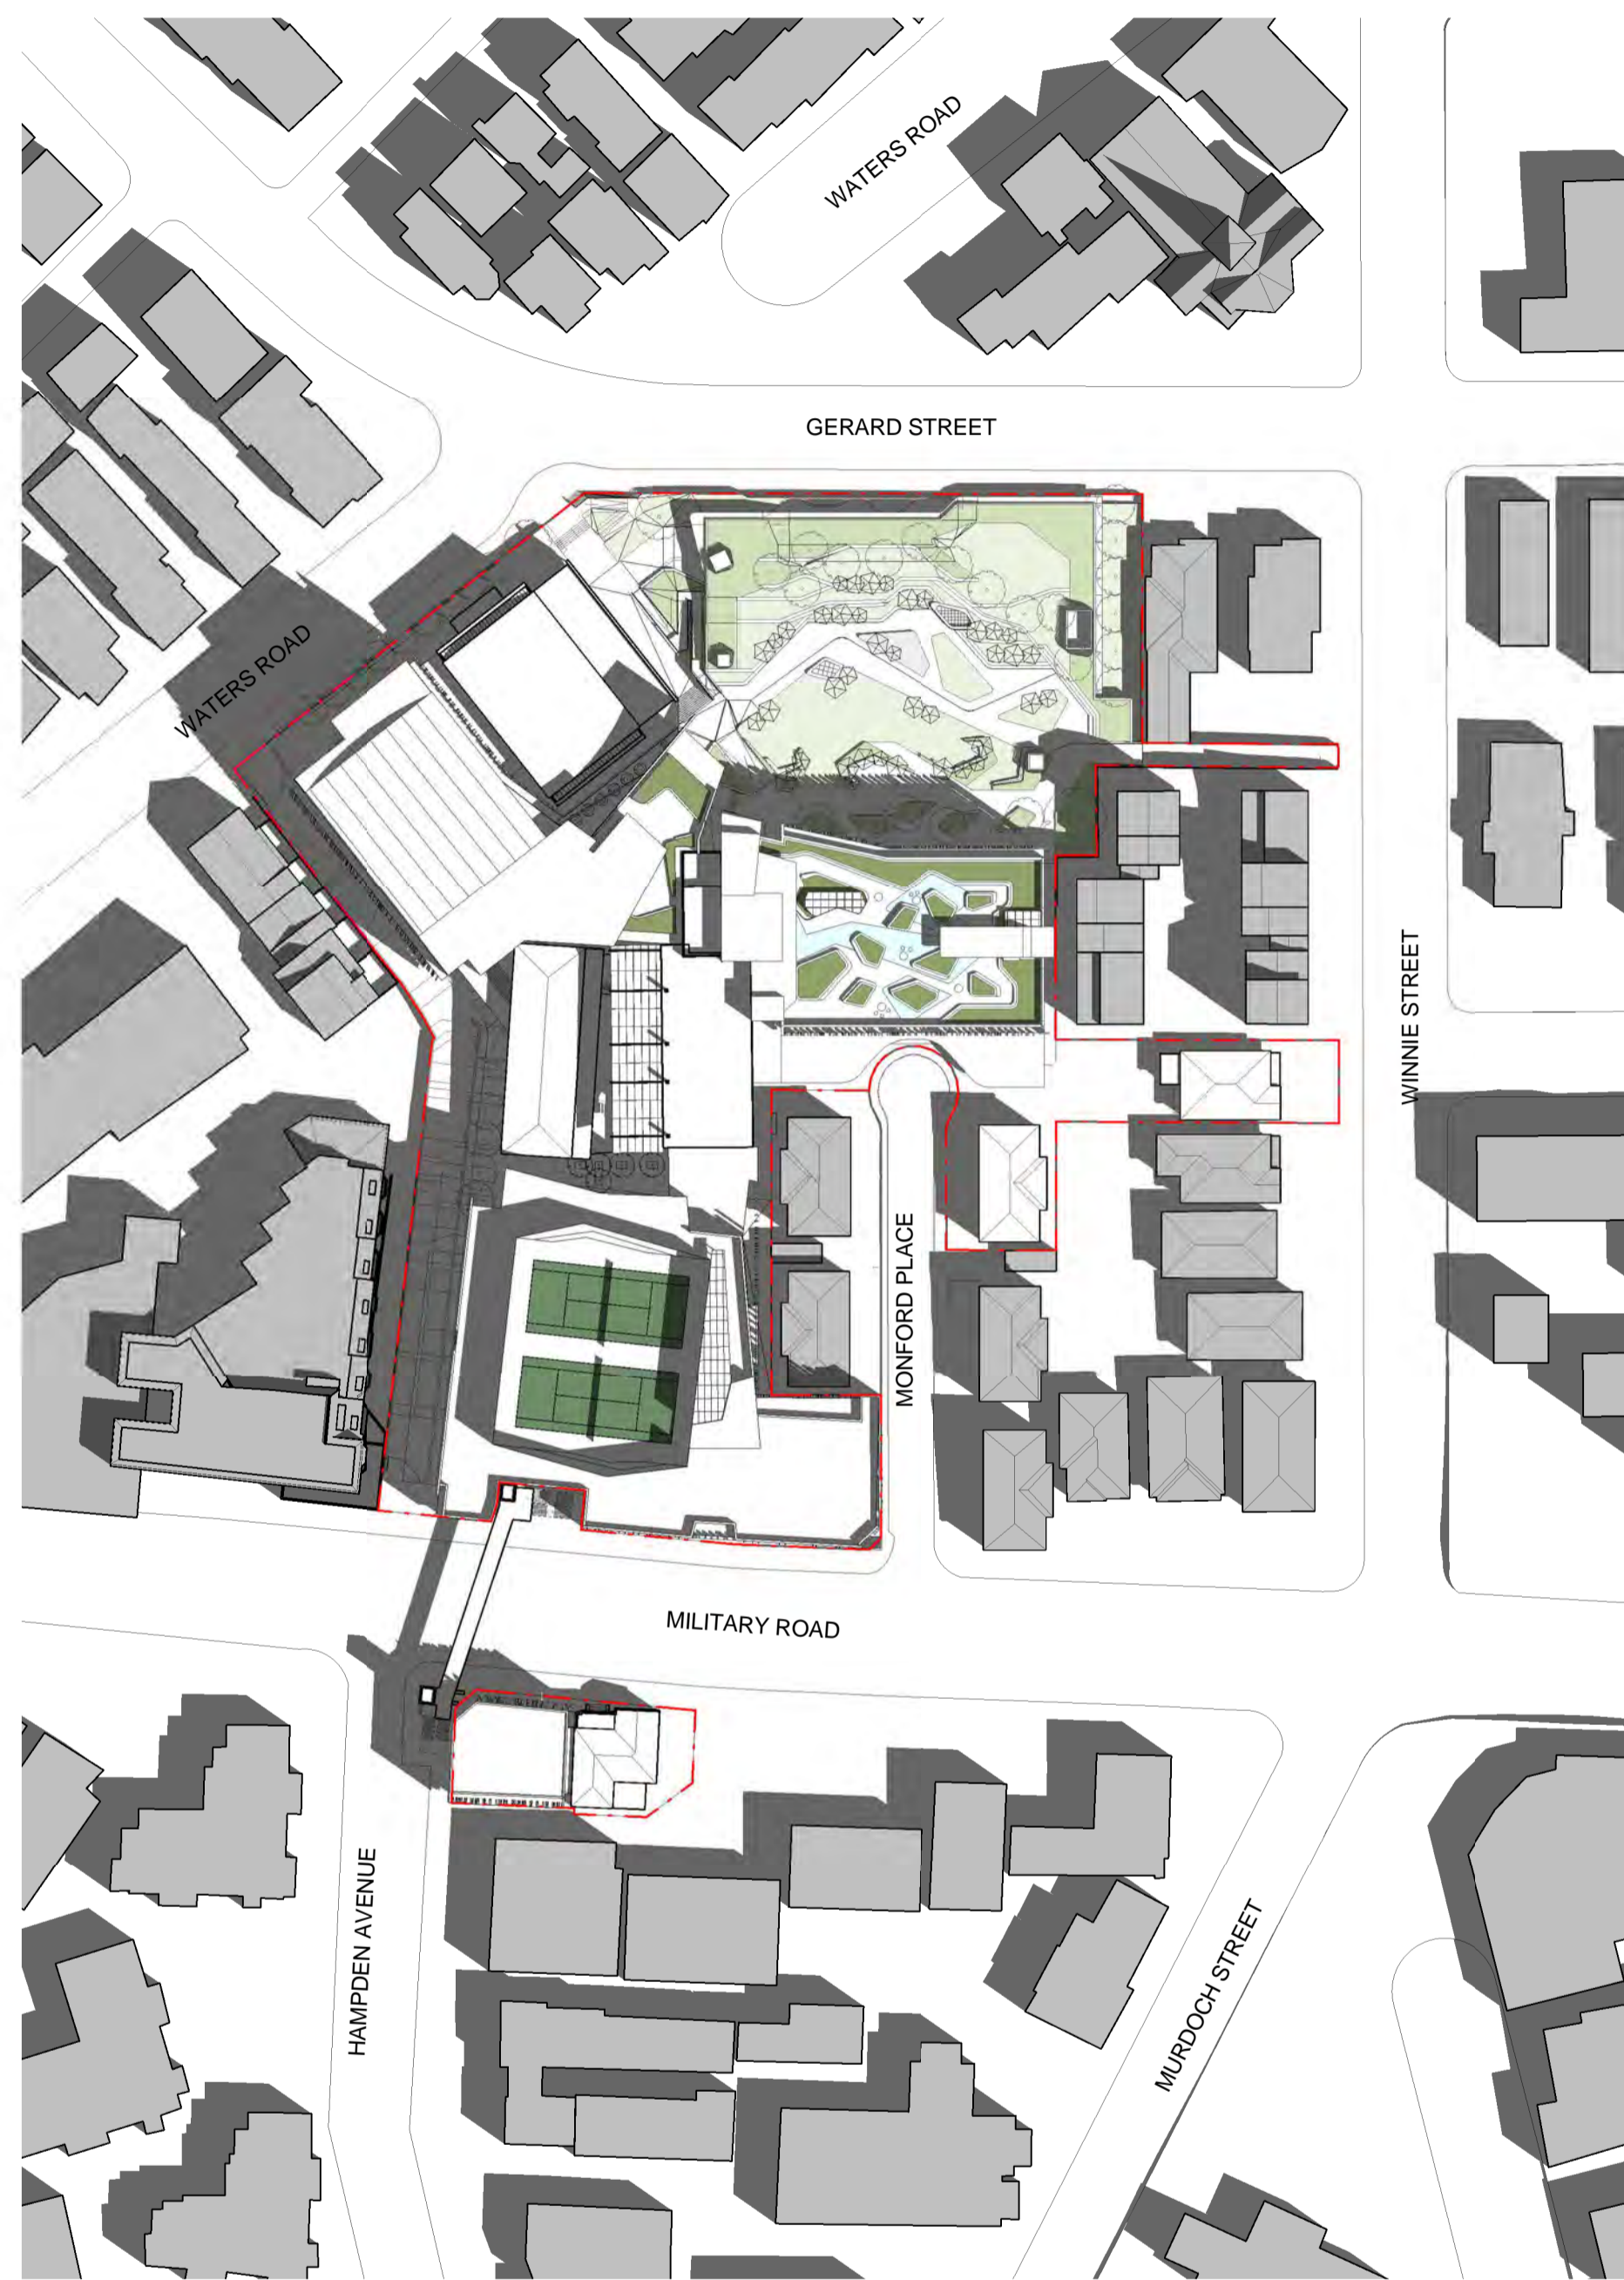 WATERS ROAD
GERARD STREET
WATERS ROAD
WINNIE STREET
MONFORD PLACE
MILITARY ROAD
HAMPDEN AVENUE
MURDOCH STREET